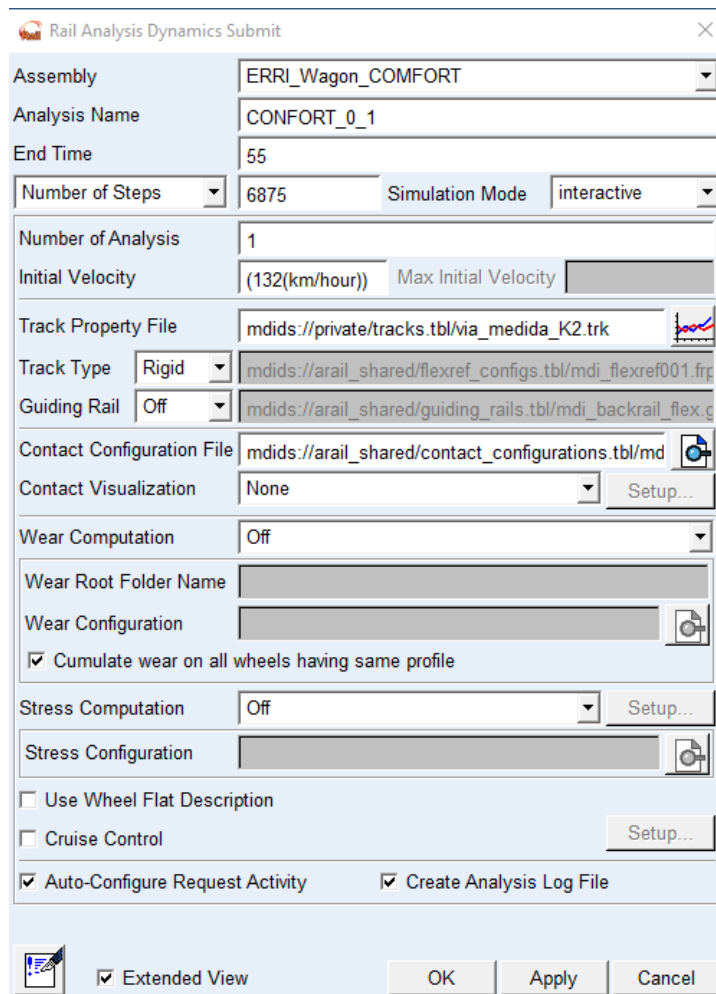 Rail Analysis Dynamics Submit
Assembly ERRI_Wagon_COMFORT
Analysis Name CONFORT_0_1
End Time 55
Number of Steps 6875 Simulation Mode interactive
Number of Analysis 1
Initial Velocity (132(km/hour)) Max Initial Velocity
Track Property File mdids://private/tracks.tbl/via_medida_K2.trk
Track Type Rigid mdids://arail_shared/flexref_configs.tbl/mdi_flexref001.frp
Guiding Rail Off mdids://arail_shared/guiding_rails.tbl/mdi_backrail_flex.g
Contact Configuration File mdids://arail_shared/contact_configurations.tbl/md
Contact Visualization None Setup...
Wear Computation Off
Wear Root Folder Name
Wear Configuration
Cumulate wear on all wheels having same profile
Stress Computation Off Setup...
Stress Configuration
Use Wheel Flat Description
Cruise Control Setup...
Auto-Configure Request Activity Create Analysis Log File
Extended View OK Apply Cancel